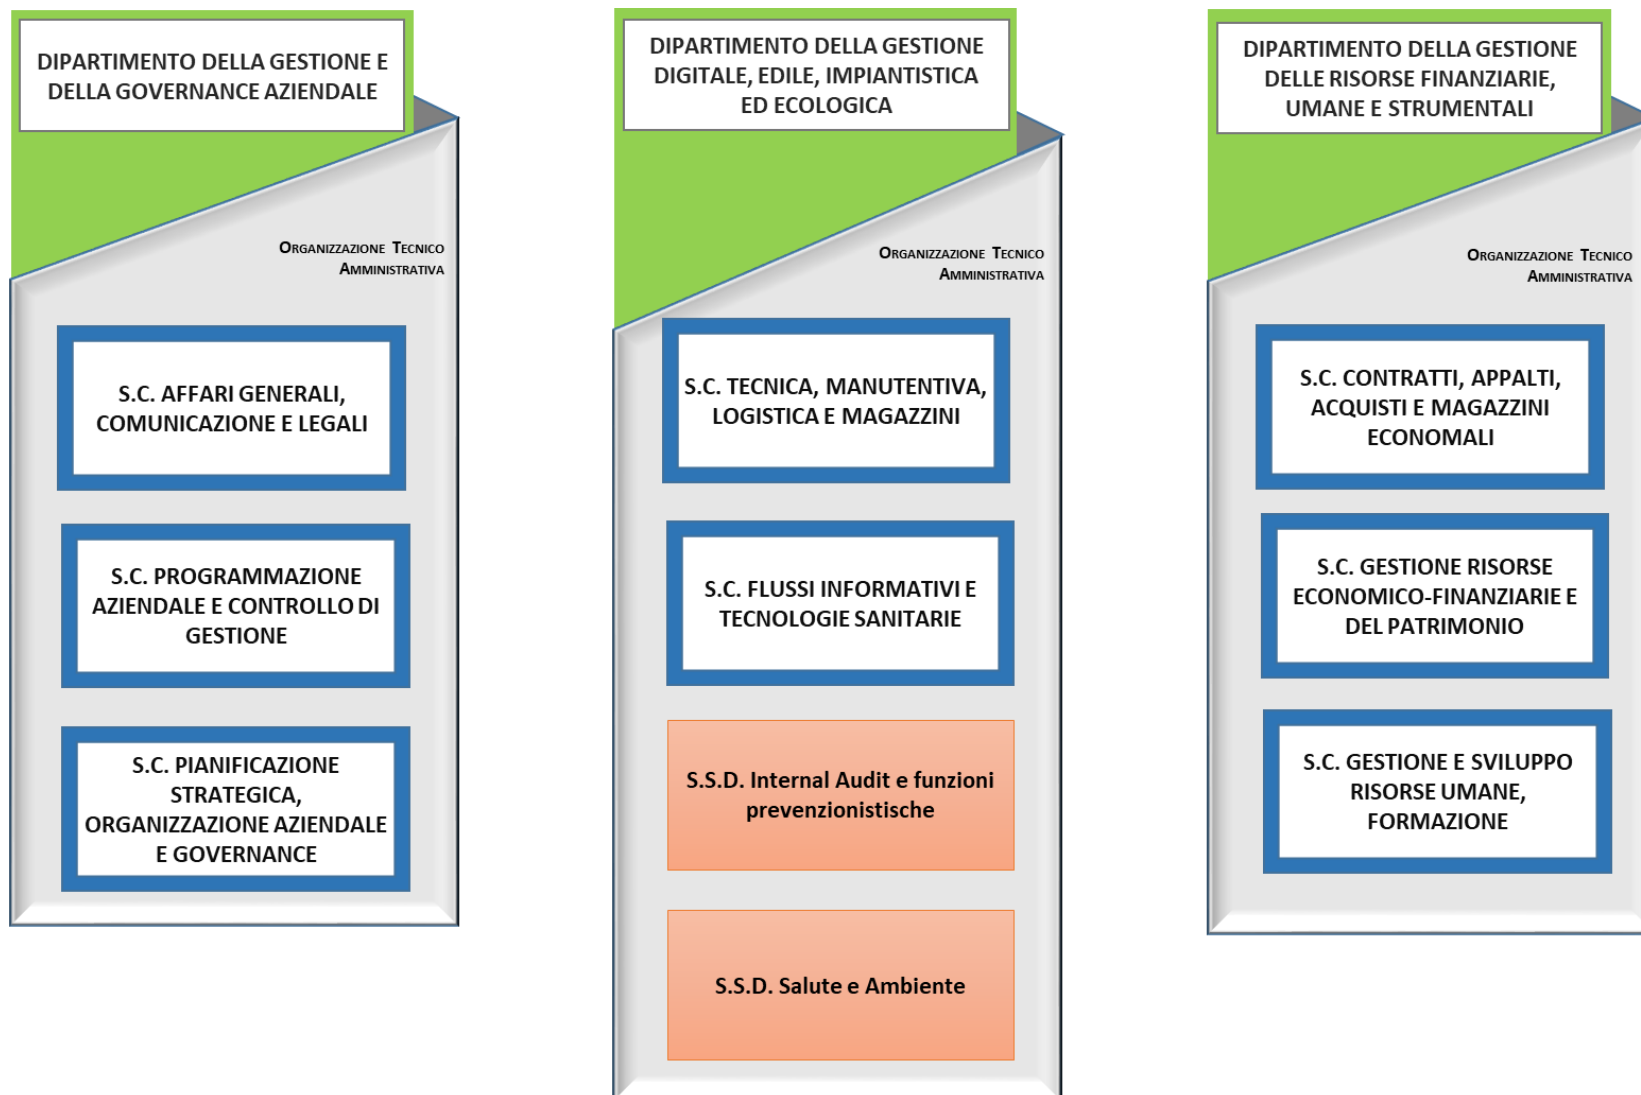 DIPARTIMENTO DELLA GESTIONE E
DELLA GOVERNANCE AZIENDALE
ORGANIZZAZIONE TECNICO
AMMINISTRATIVA
S.C. AFFARI GENERALI,
COMUNICAZIONE E LEGALI
S.C. PROGRAMMAZIONE
AZIENDALE E CONTROLLO DI
GESTIONE
S.C. PIANIFICAZIONE
STRATEGICA,
ORGANIZZAZIONE AZIENDALE
E GOVERNANCE
DIPARTIMENTO DELLA GESTIONE
DIGITALE, EDILE, IMPIANTISTICA
ED ECOLOGICA
ORGANIZZAZIONE TECNICO
AMMINISTRATIVA
S.C. TECNICA, MANUTENTIVA,
LOGISTICA E MAGAZZINI
S.C. FLUSSI INFORMATIVI E
TECNOLOGIE SANITARIE
S.S.D. Internal Audit e funzioni
prevenzionistische
S.S.D. Salute e Ambiente
DIPARTIMENTO DELLA GESTIONE
DELLE RISORSE FINANZIARIE,
UMANE E STRUMENTALI
ORGANIZZAZIONE TECNICO
AMMINISTRATIVA
S.C. CONTRATTI, APPALTI,
ACQUISTI E MAGAZZINI
ECONOMALI
S.C. GESTIONE RISORSE
ECONOMICO-FINANZIARIE E
DEL PATRIMONIO
S.C. GESTIONE E SVILUPPO
RISORSE UMANE,
FORMAZIONE